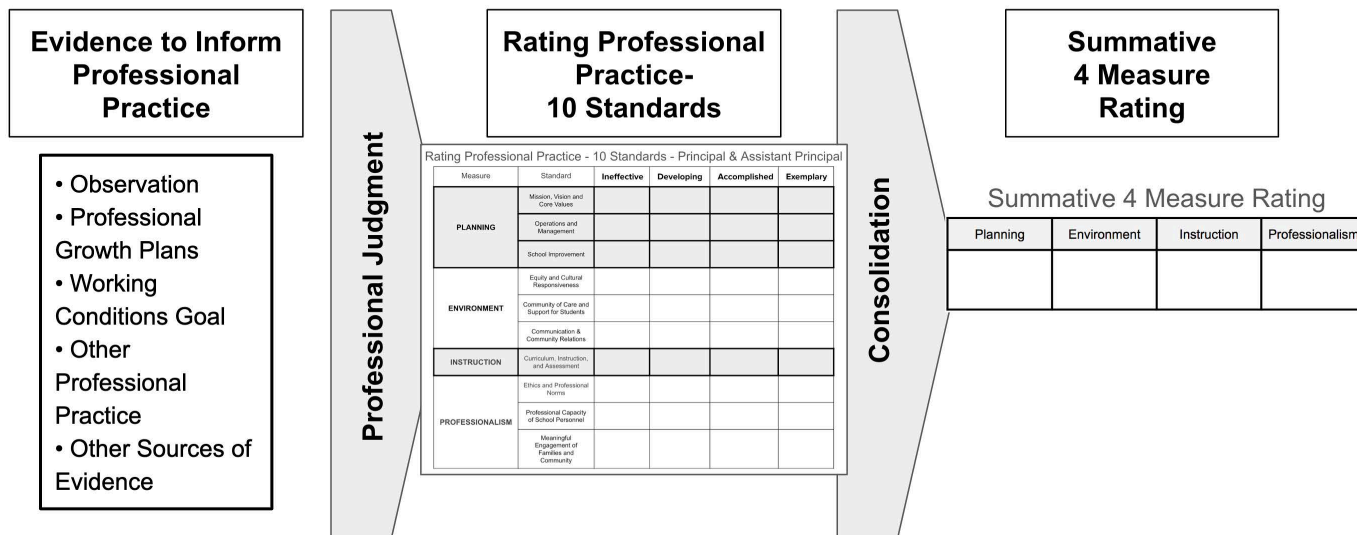 Evidence to Inform
Professional
Practice
• Observation
• Professional
Growth Plans
• Working
Conditions Goal
• Other
Professional
Practice
• Other Sources of
Evidence
Professional Judgment
Rating Professional
Practice-
10 Standards
Rating Professional Practice - 10 Standards - Principal & Assistant Principal
Measure Standard Ineffective Developing Accomplished Exemplary
PLANNING
Mission, Vision and
Core Values
Operations and
Management
School Improvement
ENVIRONMENT
Equity and Cultural
Responsiveness
Community of Care and
Support for Students
Communication &
Community Relations
INSTRUCTION
Curriculum, Instruction,
and Assessment
PROFESSIONALISM
Ethics and Professional
Norms
Professional Capacity
of School Personnel
Meaningful
Engagement of
Families and
Community
Consolidation
Summative
4 Measure
Rating
Summative 4 Measure Rating
Planning Environment Instruction Professionalism